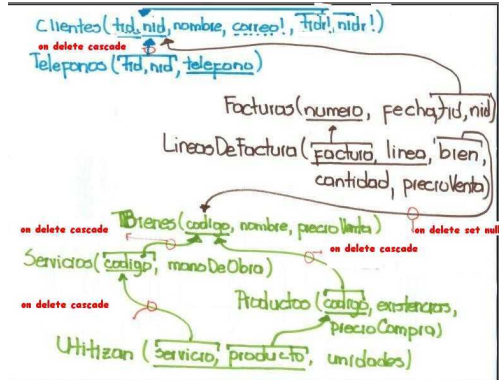 Clientes(tid,nid,nombre, correo!, tidr!, nidr!)
on delete cascade
Telefonos(tid, nid, telefono)
Facturas(numero, fecha,tid,nid)
LineasDeFactura(factura, linea, bien,
cantidad, precioVenta)
Bienes(codigo, nombre, precioVenta)
on delete cascade
on delete set null
on delete cascade
Servicios(codigo, manoDeObra)
on delete cascade
Productos(codigo, existencias,
precioCompra)
Utilizan (servicio, producto, unidades)